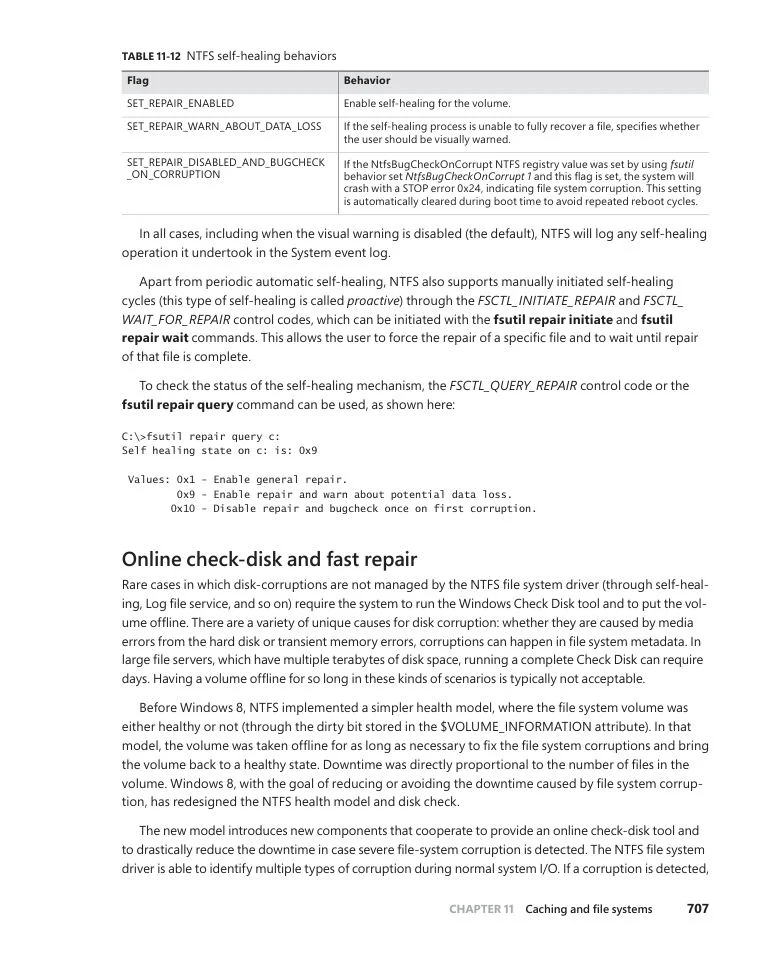 TABLE 11-12 NTFS self-healing behaviors
Flag Behavior
SET_REPAIR_ENABLED Enable self-healing for the volume.
SET_REPAIR_WARN_ABOUT_DATA_LOSS If the self-healing process is unable to fully recover a file, specifies whether
the user should be visually warned.
SET_REPAIR_DISABLED_AND_BUGCHECK
_ON_CORRUPTION
If the NtfsBugCheckOnCorrupt NTFS registry value was set by using fsutil
behavior set NtfsBugCheckOnCorrupt 1 and this flag is set, the system will
crash with a STOP error 0x24, indicating file system corruption. This setting
is automatically cleared during boot time to avoid repeated reboot cycles.
In all cases, including when the visual warning is disabled (the default), NTFS will log any self-healing
operation it undertook in the System event log.
Apart from periodic automatic self-healing, NTFS also supports manually initiated self-healing
cycles (this type of self-healing is called proactive) through the FSCTL_INITIATE_REPAIR and FSCTL_
WAIT_FOR_REPAIR control codes, which can be initiated with the fsutil repair initiate and fsutil
repair wait commands. This allows the user to force the repair of a specific file and to wait until repair
of that file is complete.
To check the status of the self-healing mechanism, the FSCTL_QUERY_REPAIR control code or the
fsutil repair query command can be used, as shown here:
C:\>fsutil repair query c:
Self healing state on c: is: 0x9
Values: 0x1 - Enable general repair.
0x9 - Enable repair and warn about potential data loss.
0x10 - Disable repair and bugcheck once on first corruption.
Online check-disk and fast repair
Rare cases in which disk-corruptions are not managed by the NTFS file system driver (through self-heal-
ing, Log file service, and so on) require the system to run the Windows Check Disk tool and to put the vol-
ume offline. There are a variety of unique causes for disk corruption: whether they are caused by media
errors from the hard disk or transient memory errors, corruptions can happen in file system metadata. In
large file servers, which have multiple terabytes of disk space, running a complete Check Disk can require
days. Having a volume offline for so long in these kinds of scenarios is typically not acceptable.
Before Windows 8, NTFS implemented a simpler health model, where the file system volume was
either healthy or not (through the dirty bit stored in the $VOLUME_INFORMATION attribute). In that
model, the volume was taken offline for as long as necessary to fix the file system corruptions and bring
the volume back to a healthy state. Downtime was directly proportional to the number of files in the
volume. Windows 8, with the goal of reducing or avoiding the downtime caused by file system corrup-
tion, has redesigned the NTFS health model and disk check.
The new model introduces new components that cooperate to provide an online check-disk tool and
to drastically reduce the downtime in case severe file-system corruption is detected. The NTFS file system
driver is able to identify multiple types of corruption during normal system I/O. If a corruption is detected,
CHAPTER 11 Caching and file systems 707